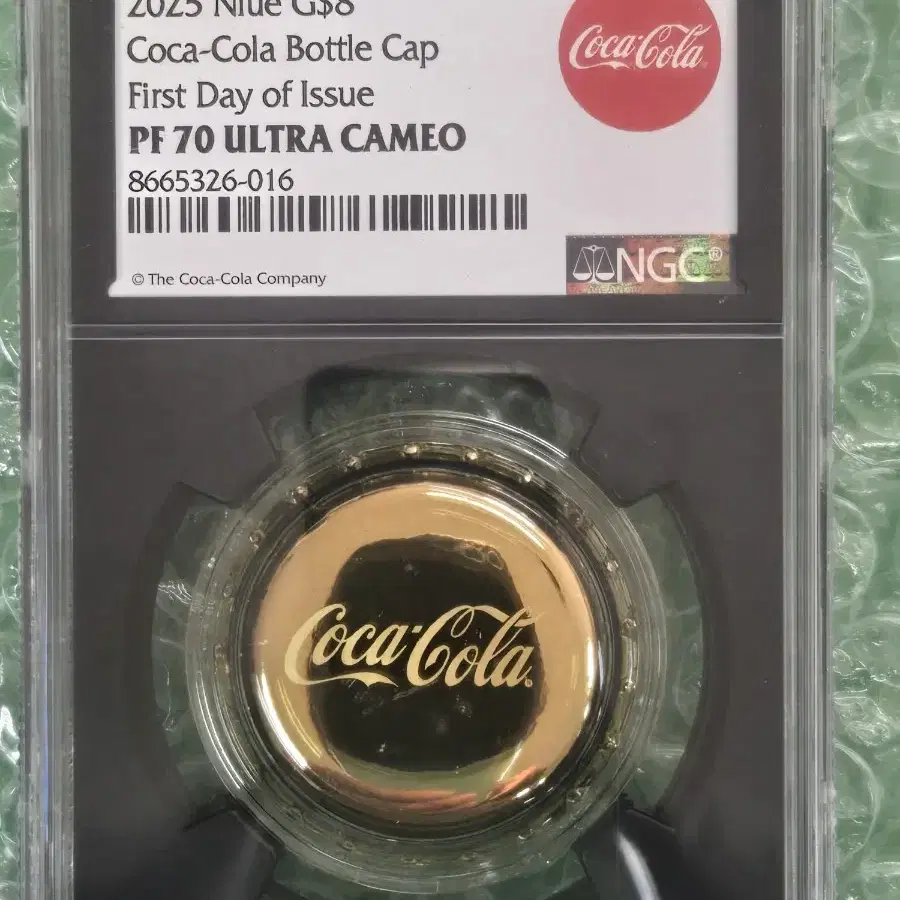 2025 Niue G$8
Coca-Cola Bottle Cap
First Day of Issue
PF 70 ULTRA CAMEO
8665326-016
© The Coca-Cola Company
Coca-Cola
NGC®
Coca-Cola